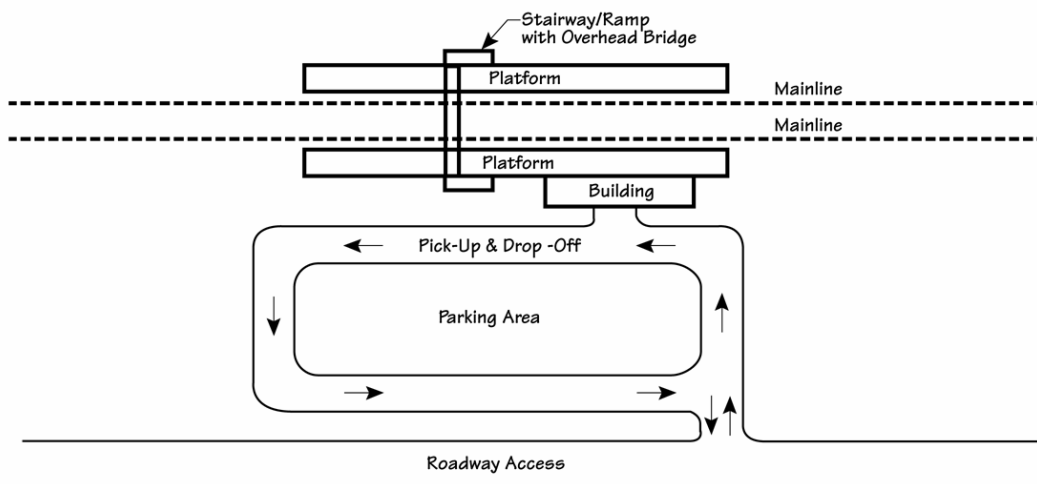 Stairway/Ramp
with Overhead Bridge
Platform
Mainline
Mainline
Platform
Building
Pick-Up & Drop -Off
Parking Area
Roadway Access